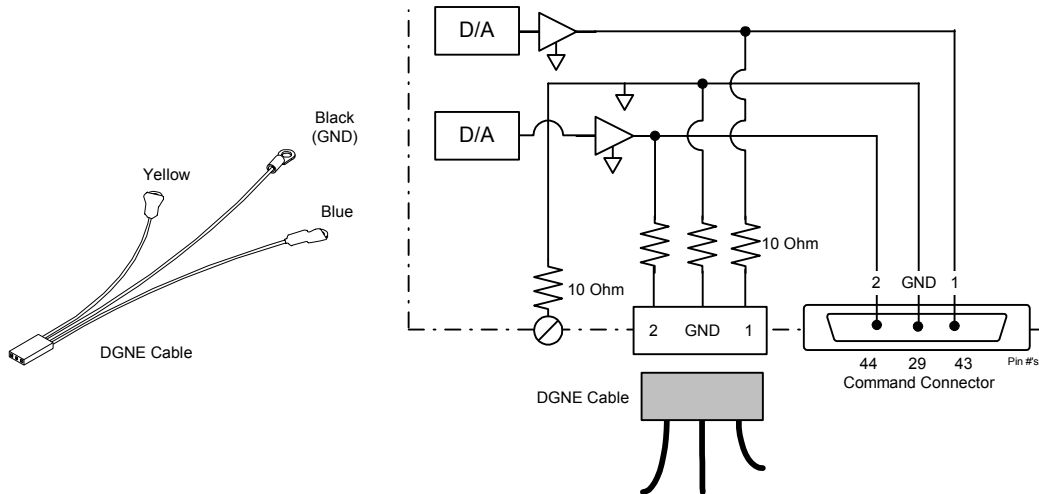 D/A
D/A
Black
(GND)
Yellow
Blue
DGNE Cable
10 Ohm
10 Ohm
2 GND 1
2 GND 1
44 29 43
Pin #'s
Command Connector
DGNE Cable